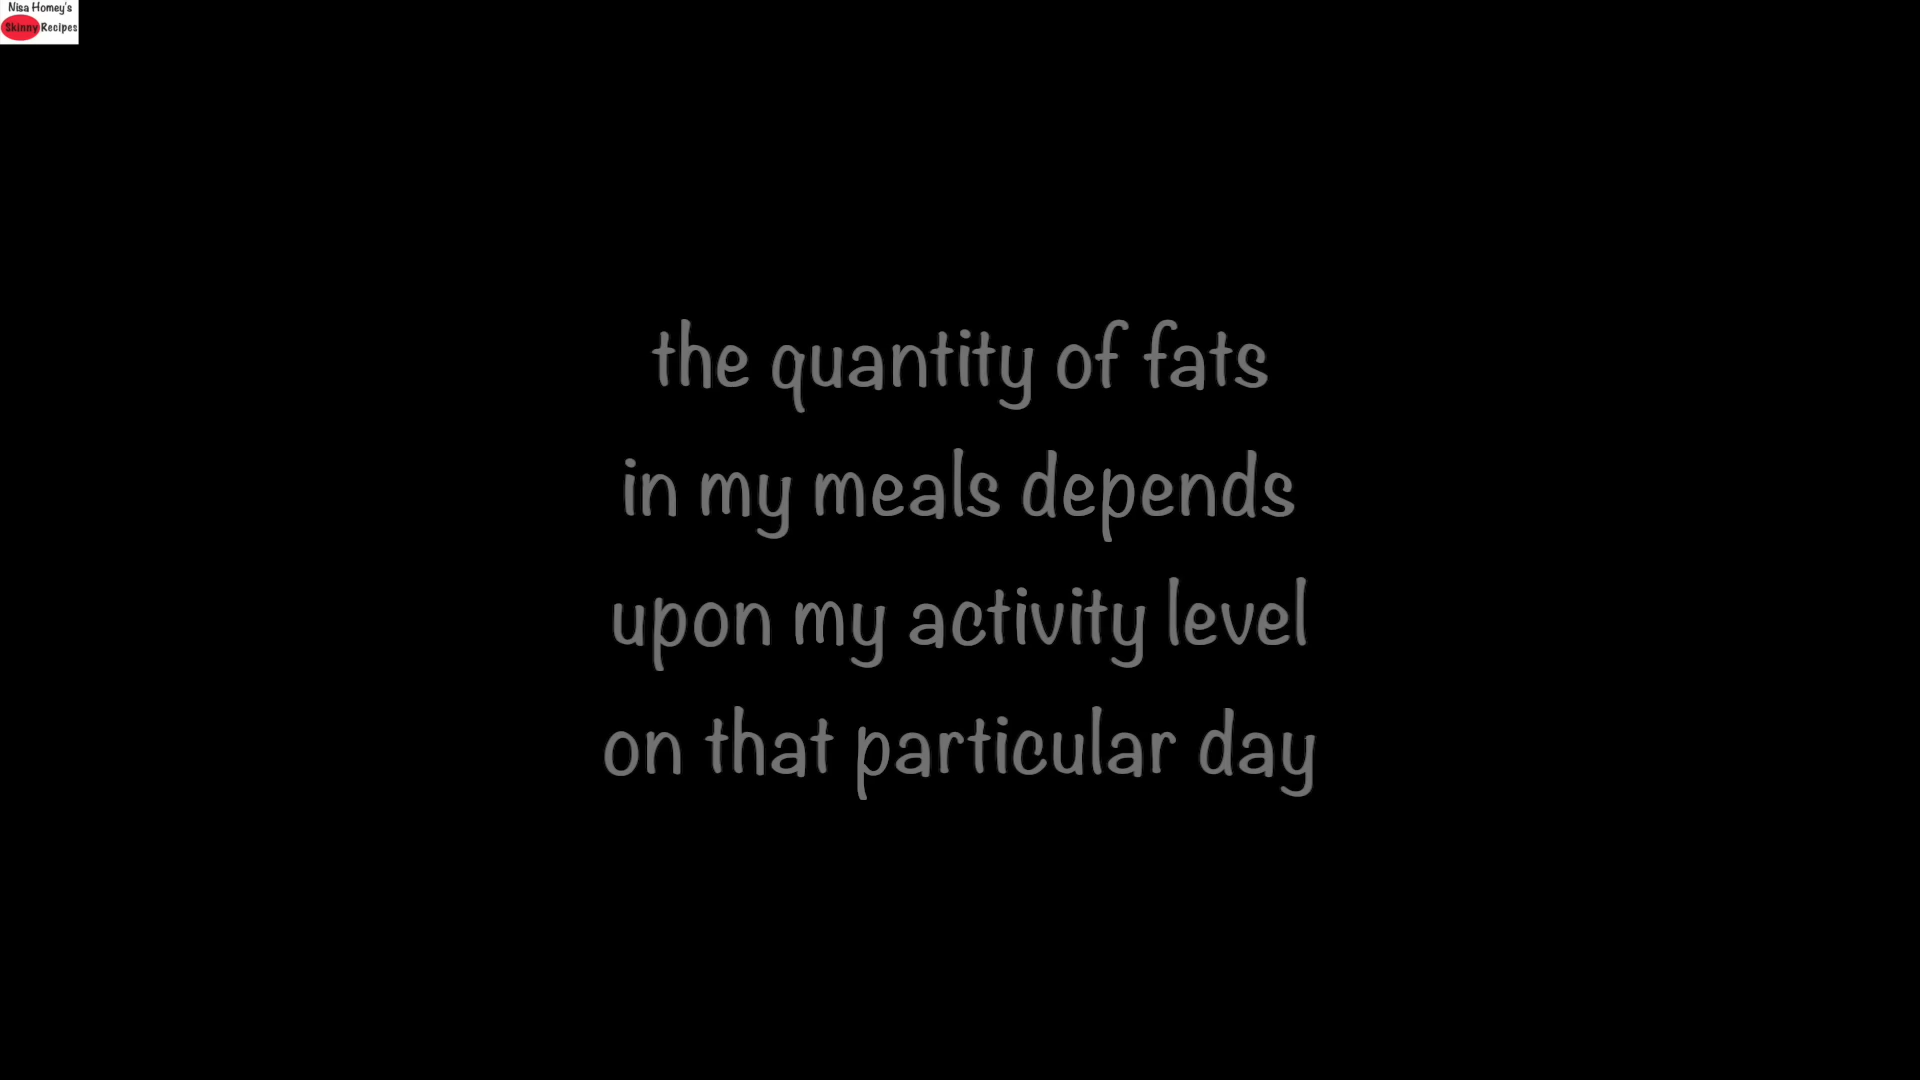 Nisa Homey's
Skinny Recipes
the quantity of fats
in my meals depends
upon my activity level
on that particular day